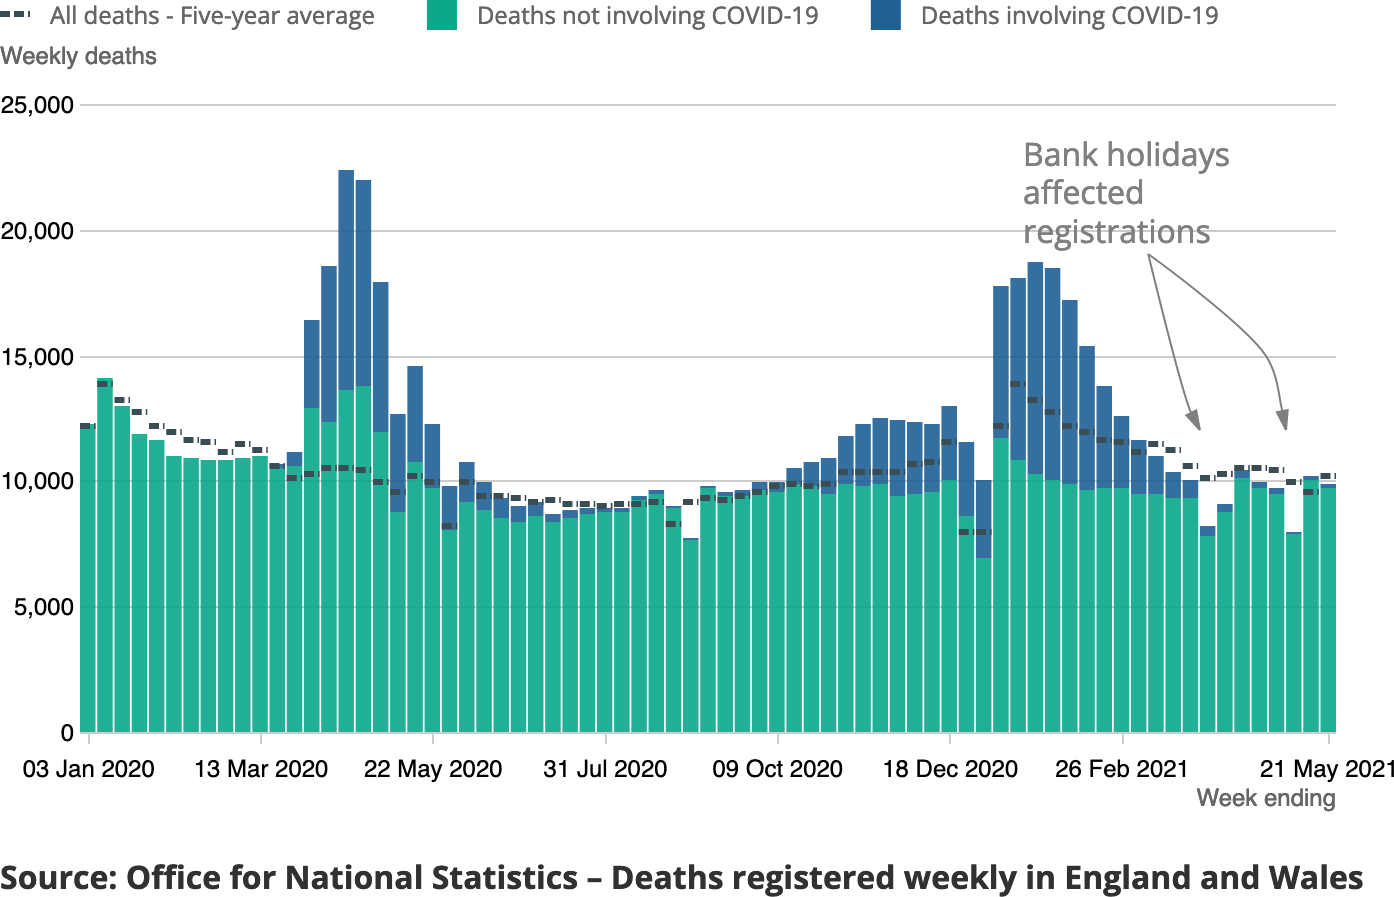 All deaths - Five-year average Deaths not involving COVID-19 Deaths involving COVID-19
Weekly deaths
25,000
Bank holidays
affected
registrations
20,000
15,000
10,000
5,000
0
03 Jan 2020 13 Mar 2020 22 May 2020 31 Jul 2020 09 Oct 2020 18 Dec 2020 26 Feb 2021 21 May 2021
Week ending
Source: Office for National Statistics – Deaths registered weekly in England and Wales